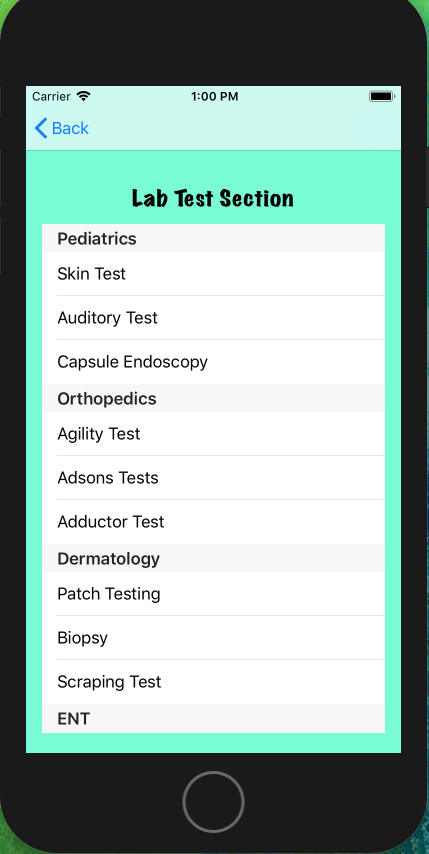 Carrier 1:00 PM
Back
Lab Test Section
Pediatrics
Skin Test
Auditory Test
Capsule Endoscopy
Orthopedics
Agility Test
Adsons Tests
Adductor Test
Dermatology
Patch Testing
Biopsy
Scraping Test
ENT